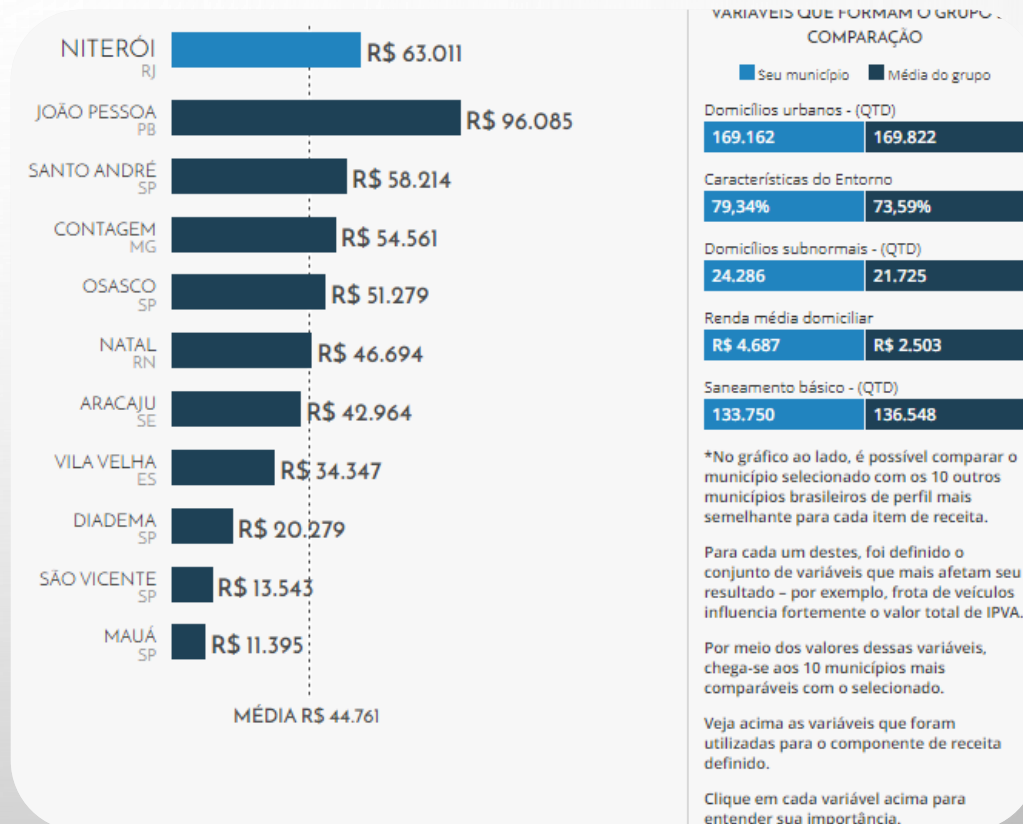 NITERÓI
RJ
R$ 63.011
JOÃO PESSOA
PB
R$ 96.085
SANTO ANDRÉ
SP
R$ 58.214
CONTAGEM
MG
R$ 54.561
OSASCO
SP
R$ 51.279
NATAL
RN
R$ 46.694
ARACAJU
SE
R$ 42.964
VILA VELHA
ES
R$ 34.347
DIADEMA
SP
R$ 20.279
SÃO VICENTE
SP
R$ 13.543
MAUÁ
SP
R$ 11.395
MÉDIA R$ 44.761
VARIÁVEIS QUE FORMAM O GRUPO
COMPARAÇÃO
Seu município Média do grupo
Domicílios urbanos - (QTD)
169.162 169.822
Características do Entorno
79,34% 73,59%
Domicílios subnormais - (QTD)
24.286 21.725
Renda média domiciliar
R$ 4.687 R$ 2.503
Saneamento básico - (QTD)
133.750 136.548
*No gráfico ao lado, é possível comparar o
município selecionado com os 10 outros
municípios brasileiros de perfil mais
semelhante para cada item de receita.
Para cada um destes, foi definido o
conjunto de variáveis que mais afetam seu
resultado – por exemplo, frota de veículos
influencia fortemente o valor total de IPVA.
Por meio dos valores dessas variáveis,
chega-se aos 10 municípios mais
comparáveis com o selecionado.
Veja acima as variáveis que foram
utilizadas para o componente de receita
definido.
Clique em cada variável acima para
entender sua importância.